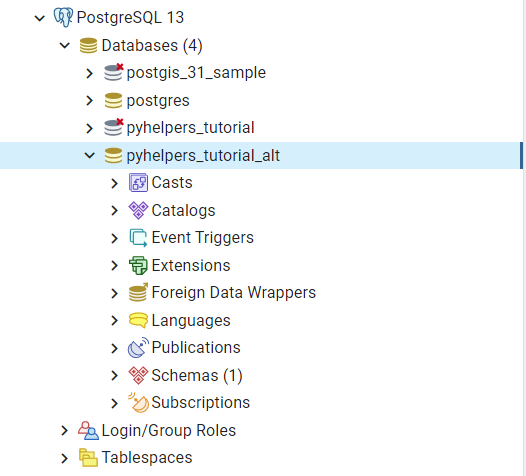 PostgreSQL 13
Databases (4)
postgis_31_sample
postgres
pyhelpers_tutorial
pyhelpers_tutorial_alt
Casts
Catalogs
Event Triggers
Extensions
Foreign Data Wrappers
Languages
Publications
Schemas (1)
Subscriptions
Login/Group Roles
Tablespaces